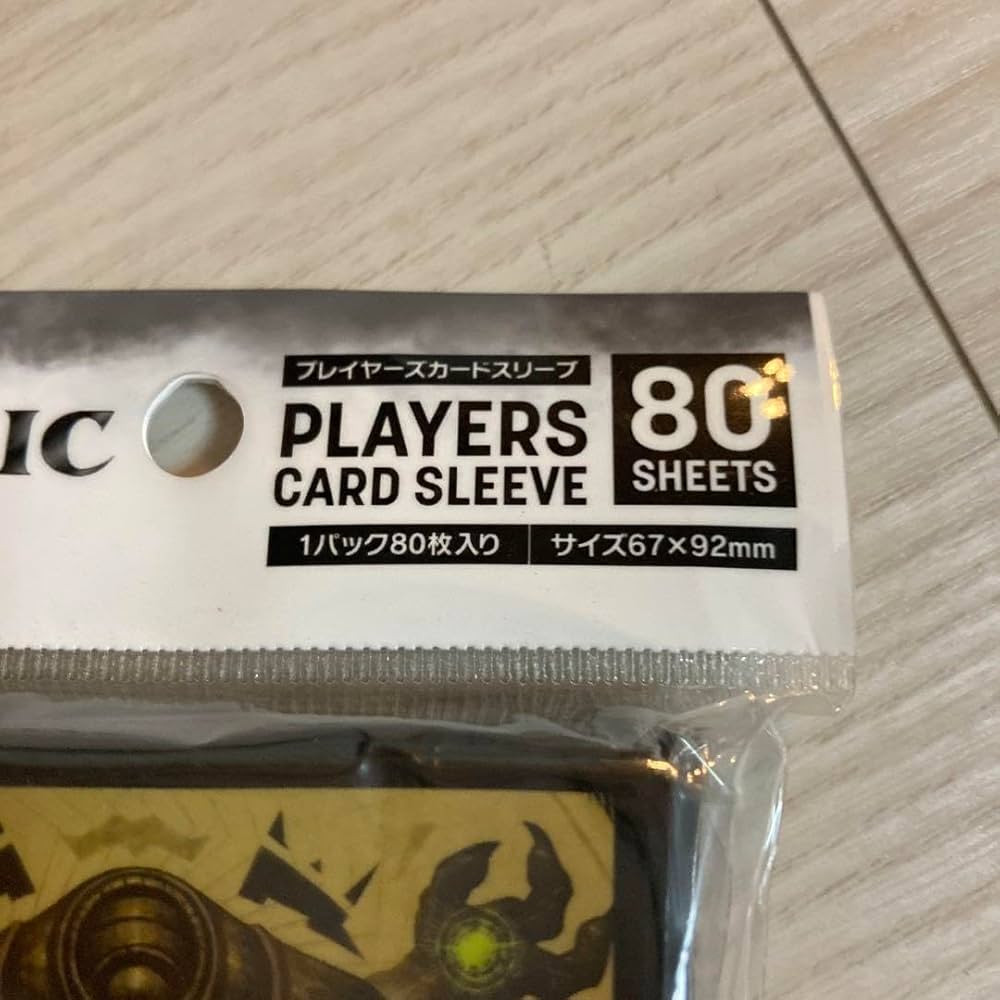 プレイヤーズカードスリーブ
IC
PLAYERS
CARD SLEEVE
80
SHEETS
1パック80枚入り
サイズ67×92mm